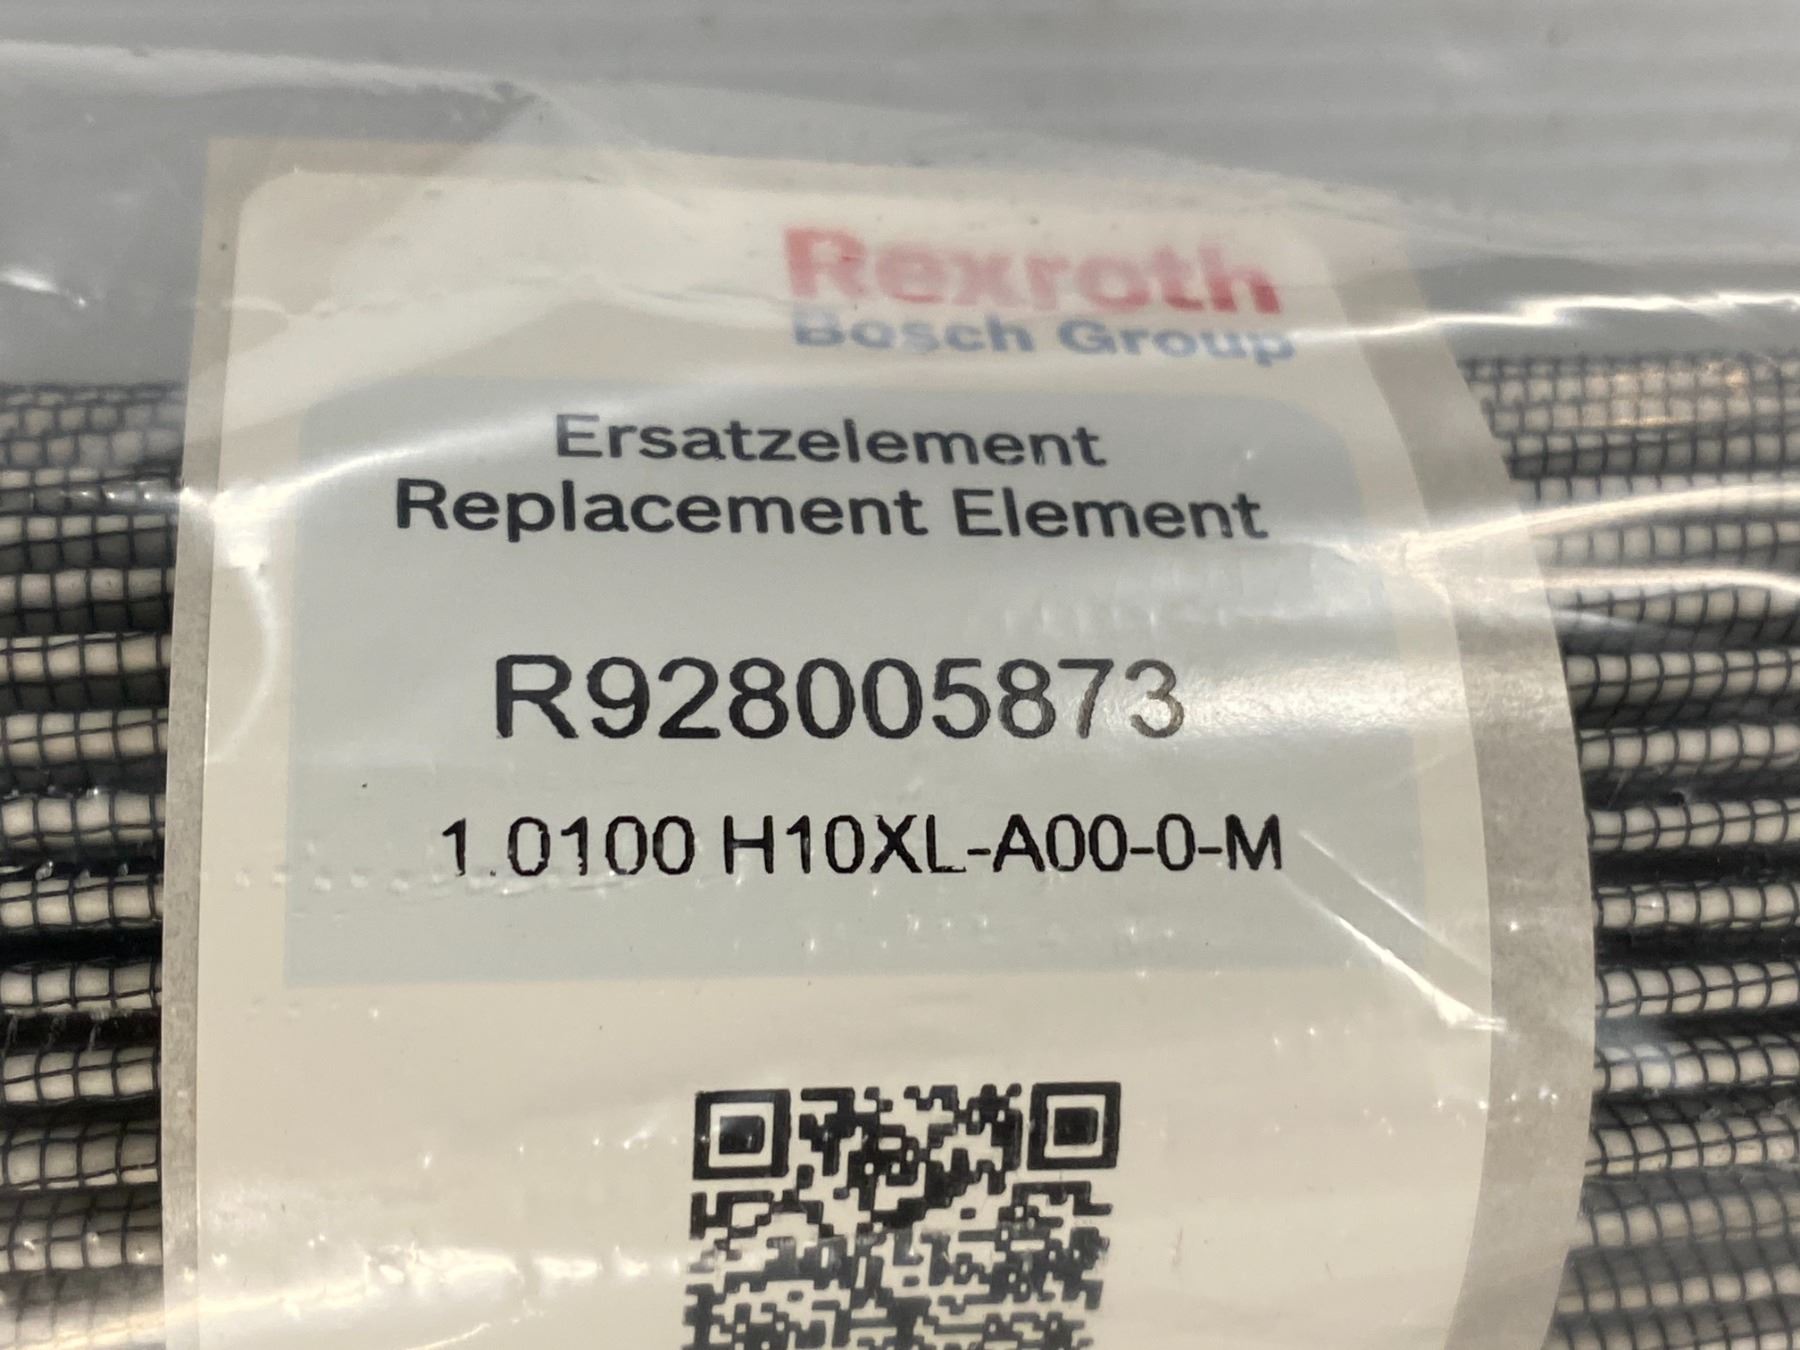 Rexroth
Bosch Group
Ersatzelement
Replacement Element
R928005873
1.0100 H10XL-A00-0-M